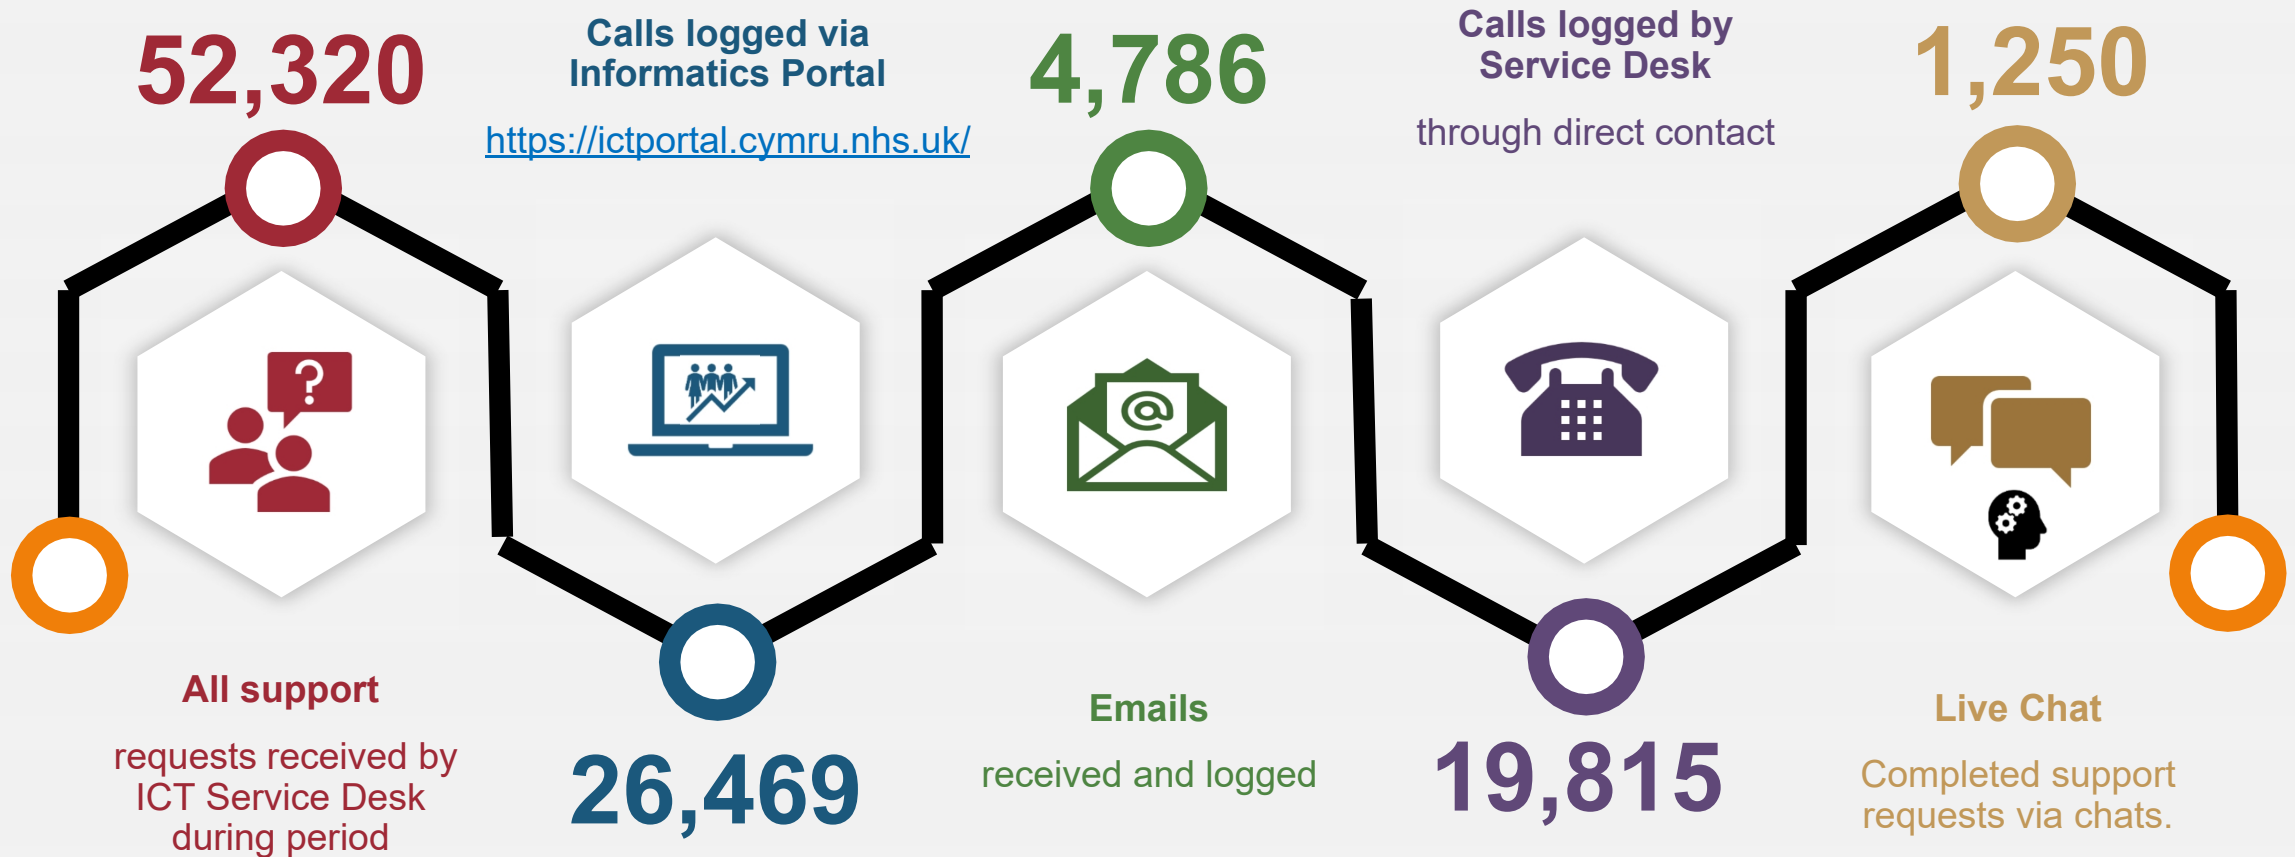 52,320
All support
requests received by
ICT Service Desk
during period
Calls logged via
Informatics Portal
https://ictportal.cymru.nhs.uk/
26,469
4,786
Emails
received and logged
Calls logged by
Service Desk
through direct contact
19,815
1,250
Live Chat
Completed support
requests via chats.
?
@